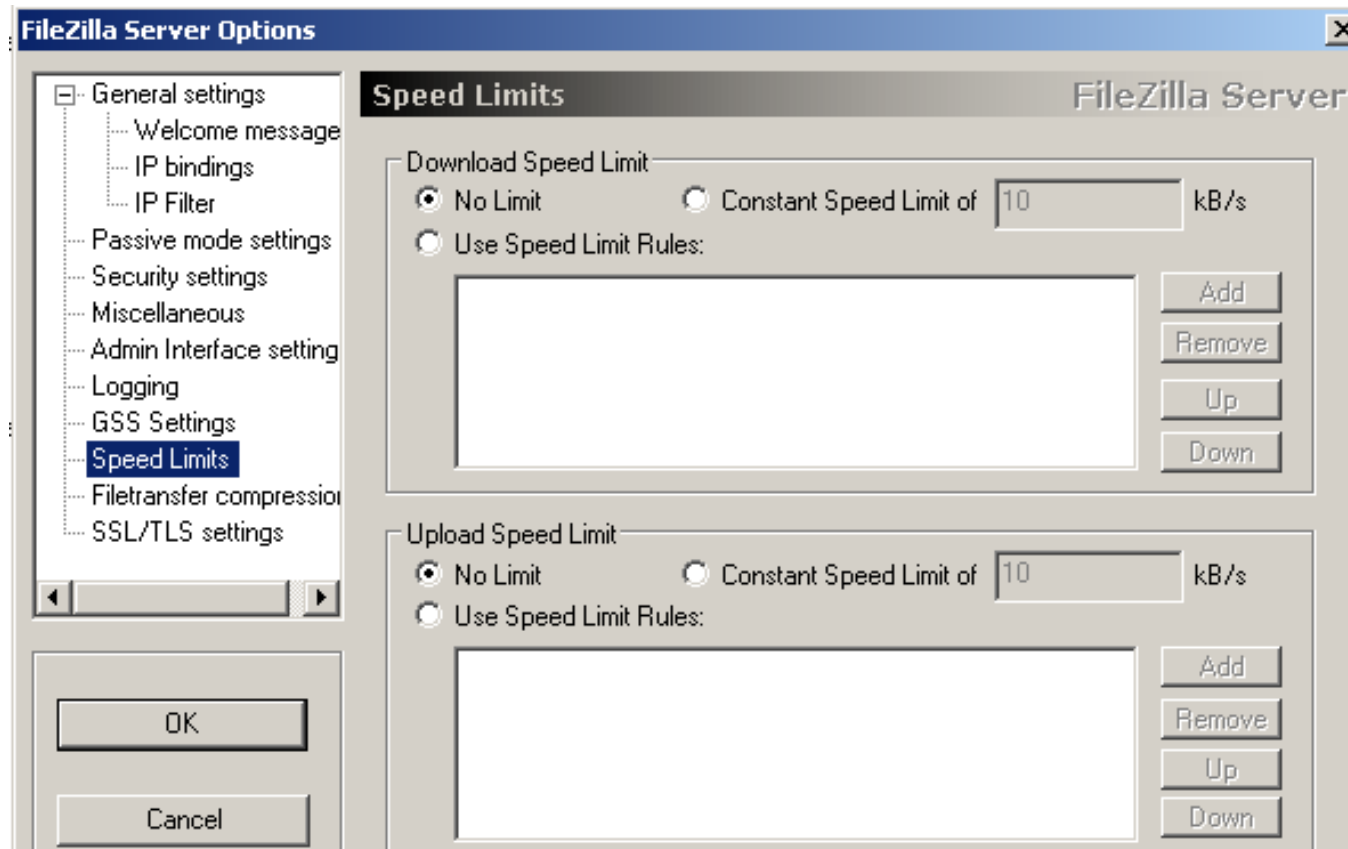 FileZilla Server Options
General settings
Welcome message
IP bindings
IP Filter
Passive mode settings
Security settings
Miscellaneous
Admin Interface setting
Logging
GSS Settings
Speed Limits
Filetransfer compression
SSL/TLS settings
OK
Cancel
Speed Limits FileZilla Server
Download Speed Limit
No Limit Constant Speed Limit of 10 kB/s
Use Speed Limit Rules:
Add
Remove
Up
Down
Upload Speed Limit
No Limit Constant Speed Limit of 10 kB/s
Use Speed Limit Rules:
Add
Remove
Up
Down